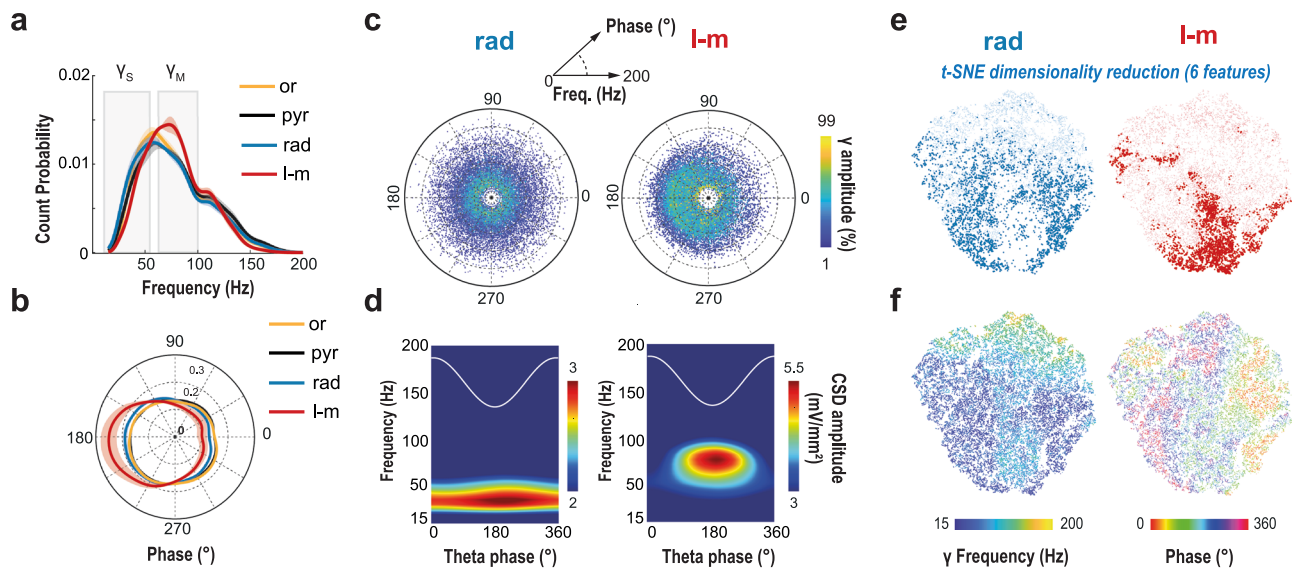 a
0.02
0.01
0
50
100
150
200
Count Probability
Frequency (Hz)
γS
γM
or
pyr
rad
l-m
b
90
180
0
270
0.3
0.2
0
Phase (°)
or
pyr
rad
l-m
c
rad
l-m
Phase (°)
0
200
Freq. (Hz)
90
180
0
270
90
180
0
270
99
1
γ amplitude (%)
d
200
150
100
50
15
Frequency (Hz)
0
180
360
Theta phase (°)
3
2
200
150
100
50
15
Frequency (Hz)
0
180
360
Theta phase (°)
5.5
3
CSD amplitude
(mV/mm²)
e
rad
l-m
t-SNE dimensionality reduction (6 features)
f
15
200
γ Frequency (Hz)
0
360
Phase (°)